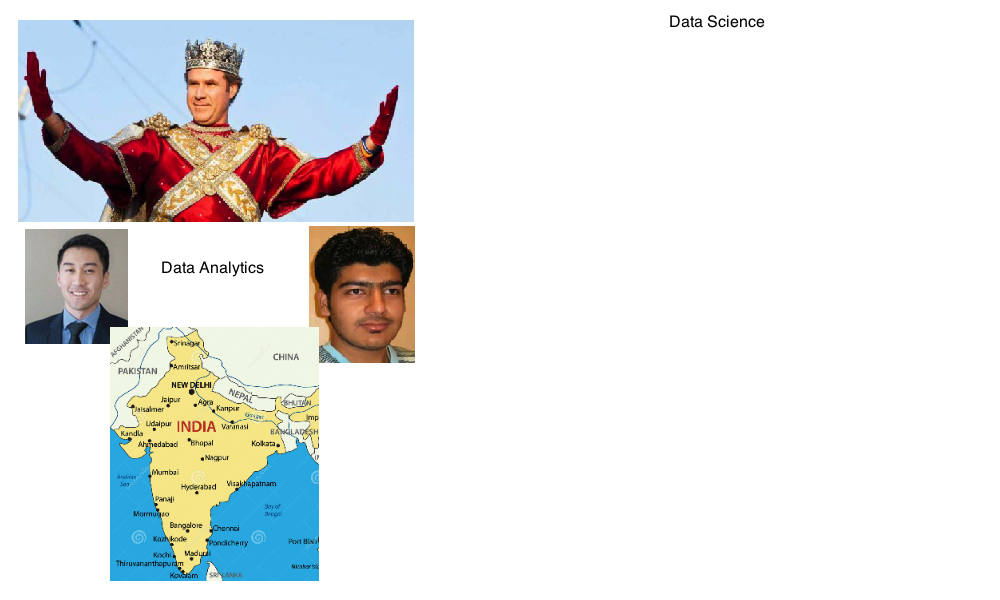 Data Science
Data Analytics
AFGHANISTAN
Srinagar
CHINA
Amritsar
PAKISTAN
NEW DELHI
NEPAL
Jaipur
Agra
BHUTAN
Jaisalmer
Kanpur
Ganges
Imp
Udaipur
INDIA
Varanasi
BANGLADESH
Kandla
Ahmedabad
Bhopal
Kolkata
Nagpur
Mumbai
Arabian
Sea
Hyderabad
Visakhapatnam
Panaji
Bay of
Bengal
Mormugao
Bangalore
Chennai
Kozhikode
Pondicherry
Port Blair
Kochi
Madurai
Thiruvananthapuram
Kovalam
SRI LANKA